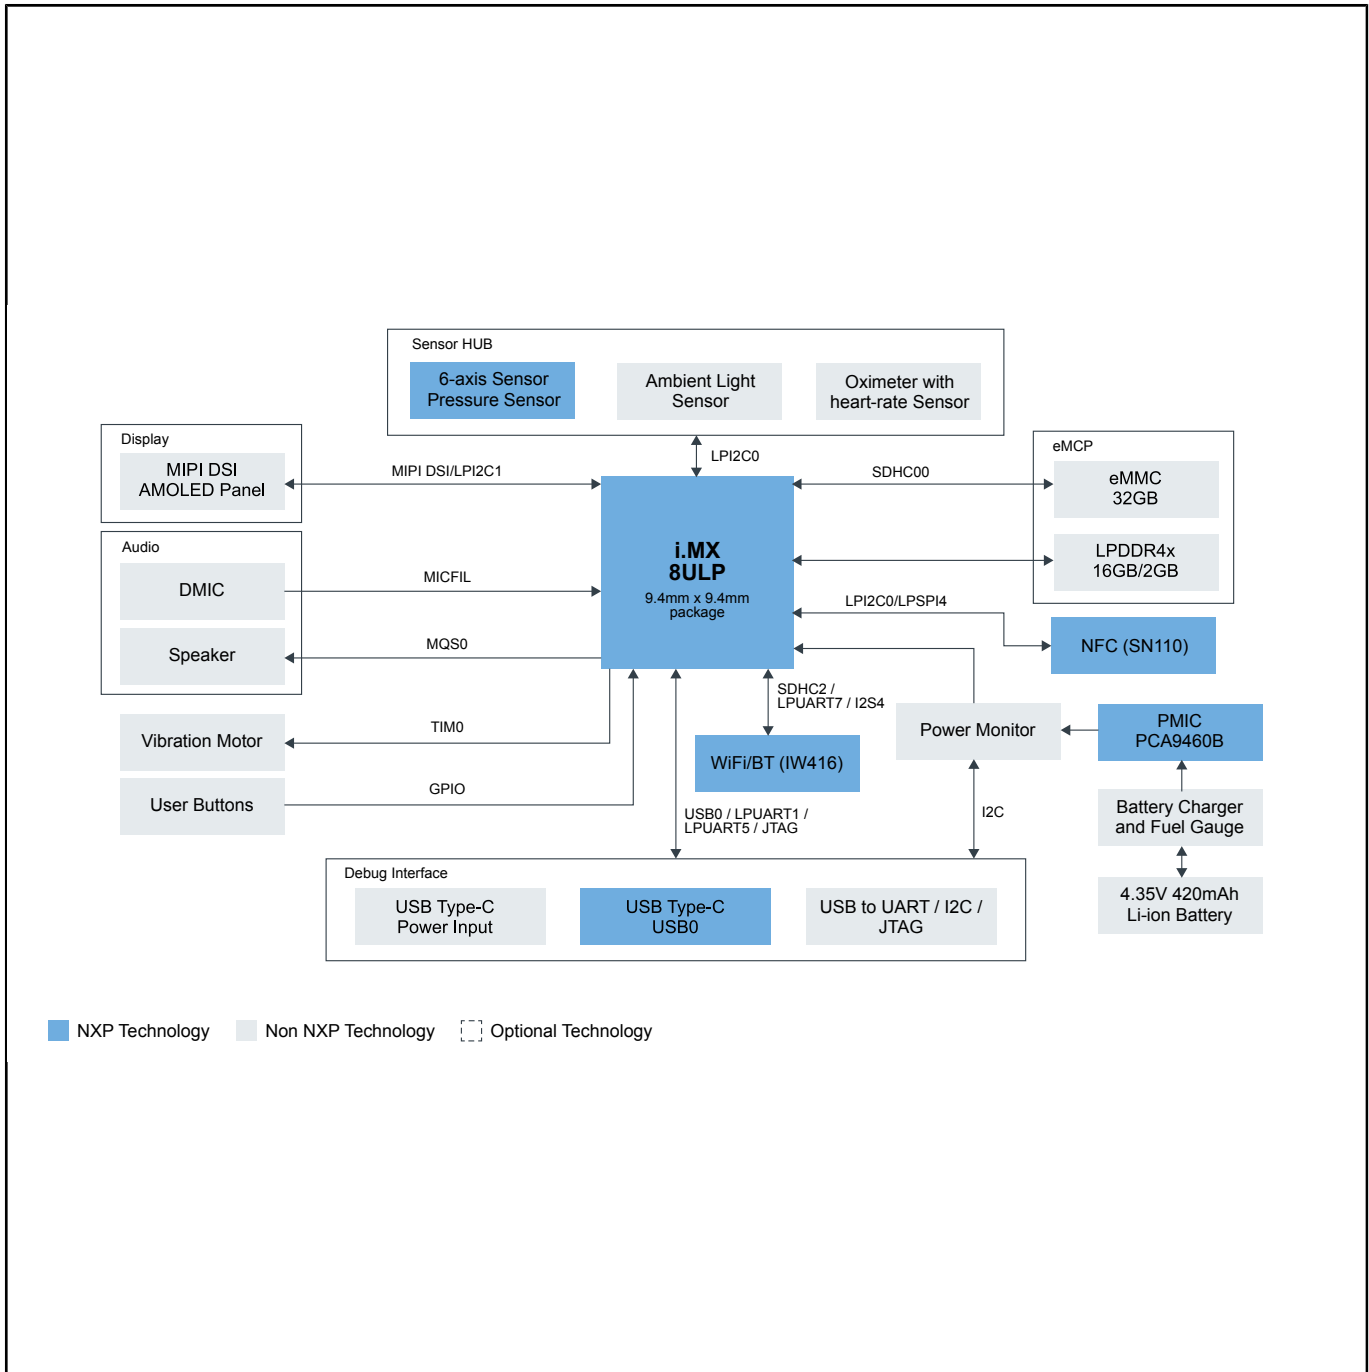 Sensor HUB
6-axis Sensor
Pressure Sensor
Ambient Light
Sensor
Oximeter with
heart-rate Sensor
Display
MIPI DSI
AMOLED Panel
MIPI DSI/LPI2C1
LPI2C0
SDHC00
eMCP
eMMC
32GB
LPDDR4x
16GB/2GB
Audio
DMIC
MICFIL
Speaker
MQS0
i.MX
8ULP
9.4mm x 9.4mm
package
LPI2C0/LPSPI4
NFC (SN110)
Vibration Motor
TIM0
User Buttons
GPIO
SDHC2 /
LPUART7 / I2S4
WiFi/BT (IW416)
Power Monitor
PMIC
PCA9460B
USB0 / LPUART1 /
LPUART5 / JTAG
I2C
Battery Charger
and Fuel Gauge
4.35V 420mAh
Li-ion Battery
Debug Interface
USB Type-C
Power Input
USB Type-C
USB0
USB to UART / I2C /
JTAG
NXP Technology
Non NXP Technology
Optional Technology